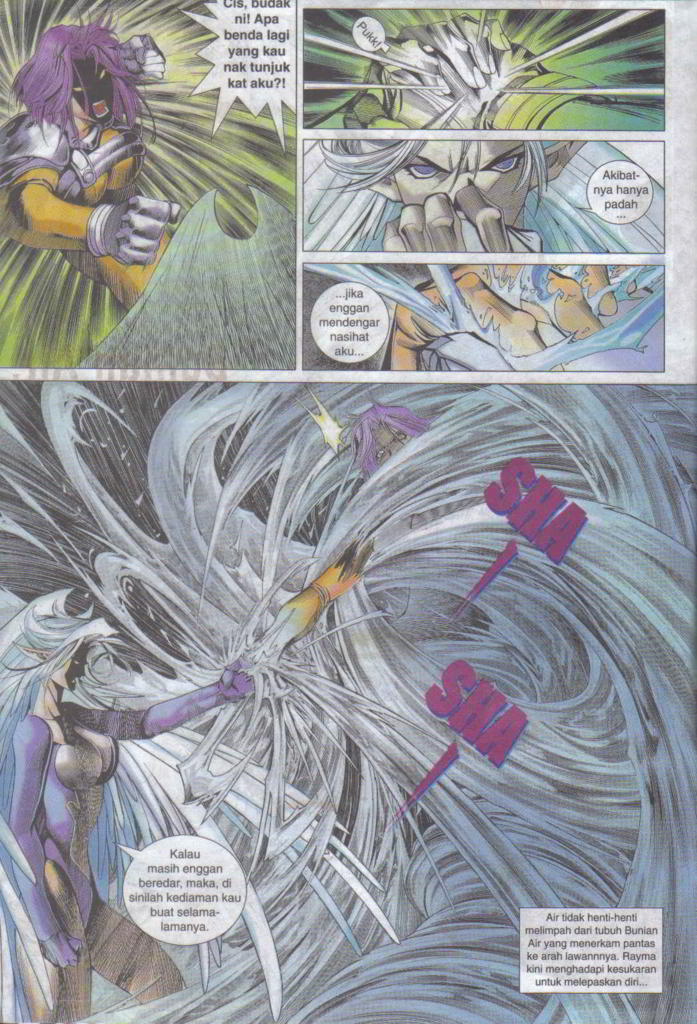 Cis, budak
ni! Apa
benda lagi
yang kau
nak tunjuk
kat aku?!
Pukk!
Akibat-
nya hanya
padah
...
...jika
enggan
mendengar
nasihat
aku...
SHA
SHA
Kalau
masih enggan
beredar, maka, di
sinilah kediaman kau
buat selama-
lamanya.
Air tidak henti-henti
melimpah dari tubuh Bunian
Air yang menerkam pantas
ke arah lawannnya. Rayma
kini menghadapi kesukaran
untuk melepaskan diri...